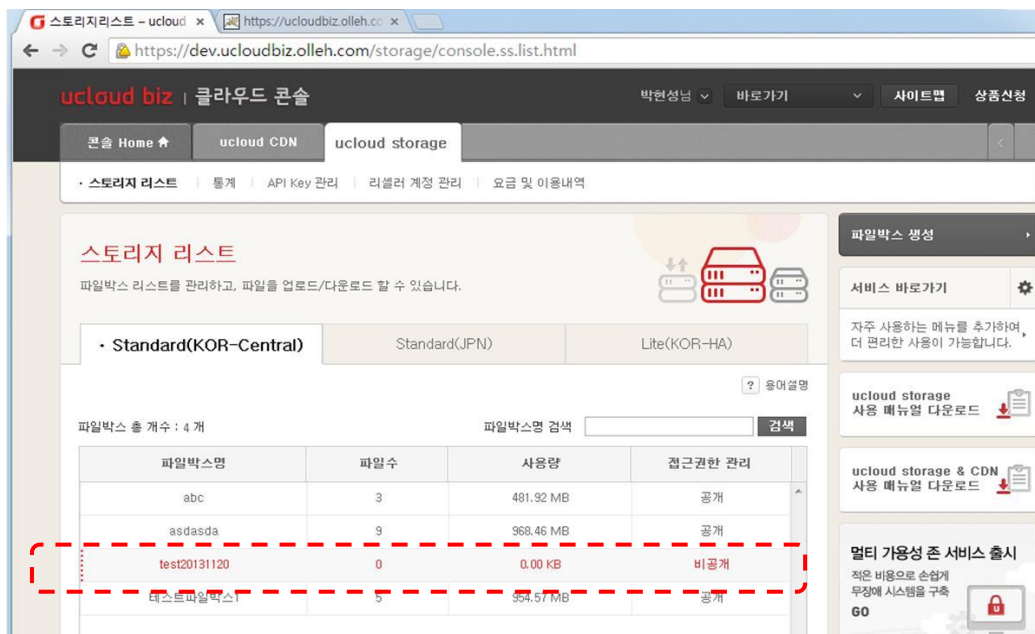 스토리지리스트 – ucloud
https://ucloudbiz.olleh.co
https://dev.ucloudbiz.olleh.com/storage/console.ss.list.html
ucloud biz | 클라우드 콘솔
박현성님
바로가기
사이트맵
상품신청
콘솔 Home
ucloud CDN
ucloud storage
· 스토리지 리스트 | 통계 | API Key 관리 | 리셀러 계정 관리 | 요금 및 이용내역
스토리지 리스트
파일박스 리스트를 관리하고, 파일을 업로드/다운로드 할 수 있습니다.
· Standard(KOR-Central)
Standard(JPN)
Lite(KOR-HA)
? 용어설명
파일박스 총 개수 : 4 개
파일박스명 검색
검색
파일박스명 파일수 사용량 접근권한 관리
abc 3 481.92 MB 공개
asdasda 9 968.46 MB 공개
test20131120 0 0.00 KB 비공개
테스트파일박스1 5 954.57 MB 공개
파일박스 생성
서비스 바로가기
자주 사용하는 메뉴를 추가하여,
더 편리한 사용이 가능합니다.
ucloud storage
사용 매뉴얼 다운로드
ucloud storage & CDN
사용 매뉴얼 다운로드
멀티 가용성 존 서비스 출시
적은 비용으로 손쉽게
무장애 시스템을 구축
GO